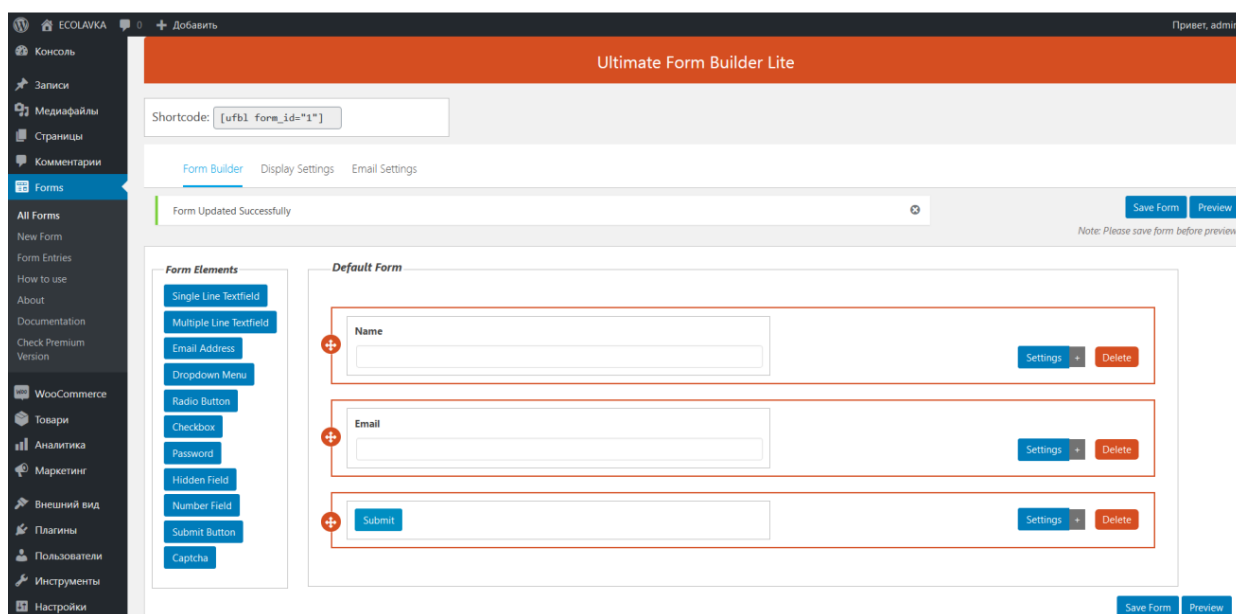 ECOLAVKA 0 + Добавить Привет, admin
Консоль
Записи
Медиафайлы
Страницы
Комментарии
Forms
All Forms
New Form
Form Entries
How to use
About
Documentation
Check Premium
Version
WooCommerce
Товари
Аналитика
Маркетинг
Внешний вид
Плагины
Пользователи
Инструменты
Настройки
Ultimate Form Builder Lite
Shortcode: [ufbl form_id="1"]
Form Builder Display Settings Email Settings
Form Updated Successfully
Save Form Preview
Note: Please save form before preview
Form Elements
Single Line Textfield
Multiple Line Textfield
Email Address
Dropdown Menu
Radio Button
Checkbox
Password
Hidden Field
Number Field
Submit Button
Captcha
Default Form
Name
Settings + Delete
Email
Settings + Delete
Submit
Settings + Delete
Save Form Preview